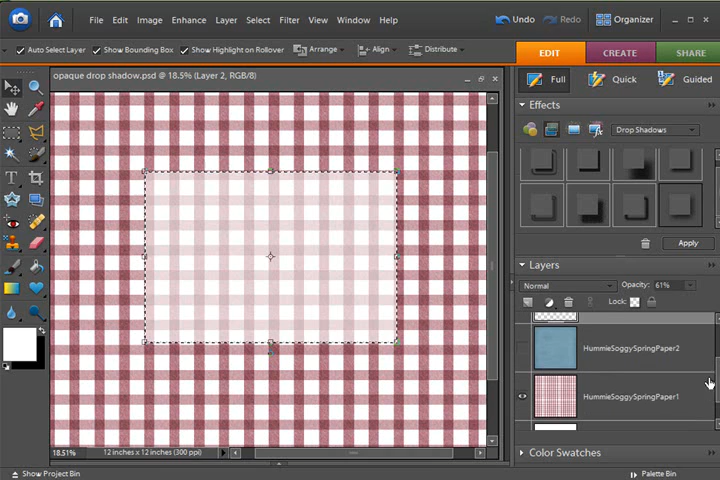 File Edit Image Enhance Layer Select Filter View Window Help Undo Redo Organizer
Auto Select Layer Show Bounding Box Show Highlight on Rollover Arrange Align Distribute
EDIT CREATE SHARE
opaque drop shadow.psd @ 18.5% (Layer 2, RGB/8)
Full Quick Guided
Effects
Drop Shadows
Apply
Layers
Normal Opacity: 61%
Lock:
HummieSoggySpringPaper2
HummieSoggySpringPaper1
18.51% 12 inches x 12 inches (300 ppi)
Color Swatches
Show Project Bin Palette Bin